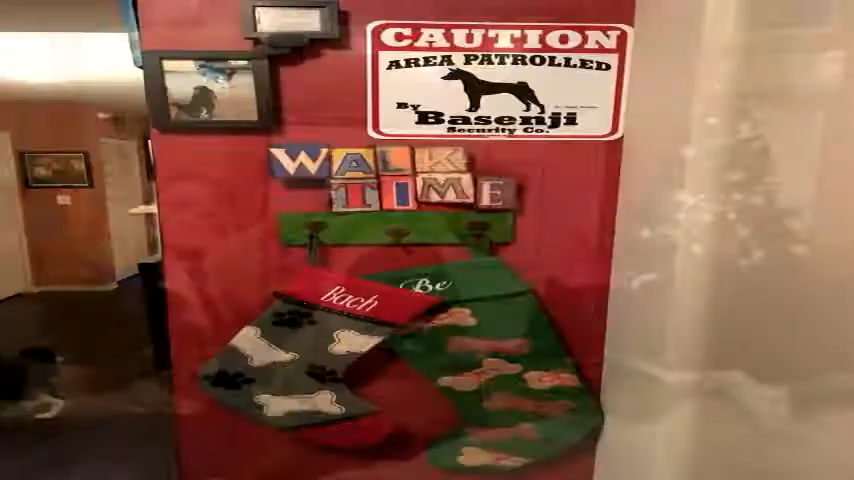 CAUTION
AREA PATROLLED
By
Basenji
Security Co.
WALK
TIME
Bach
Be